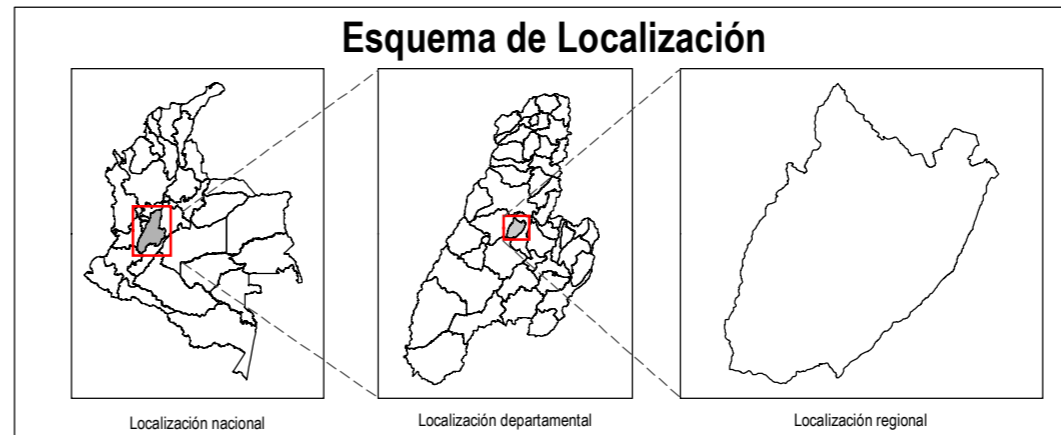 Esquema de Localización
Localización nacional
Localización departamental
Localización regional